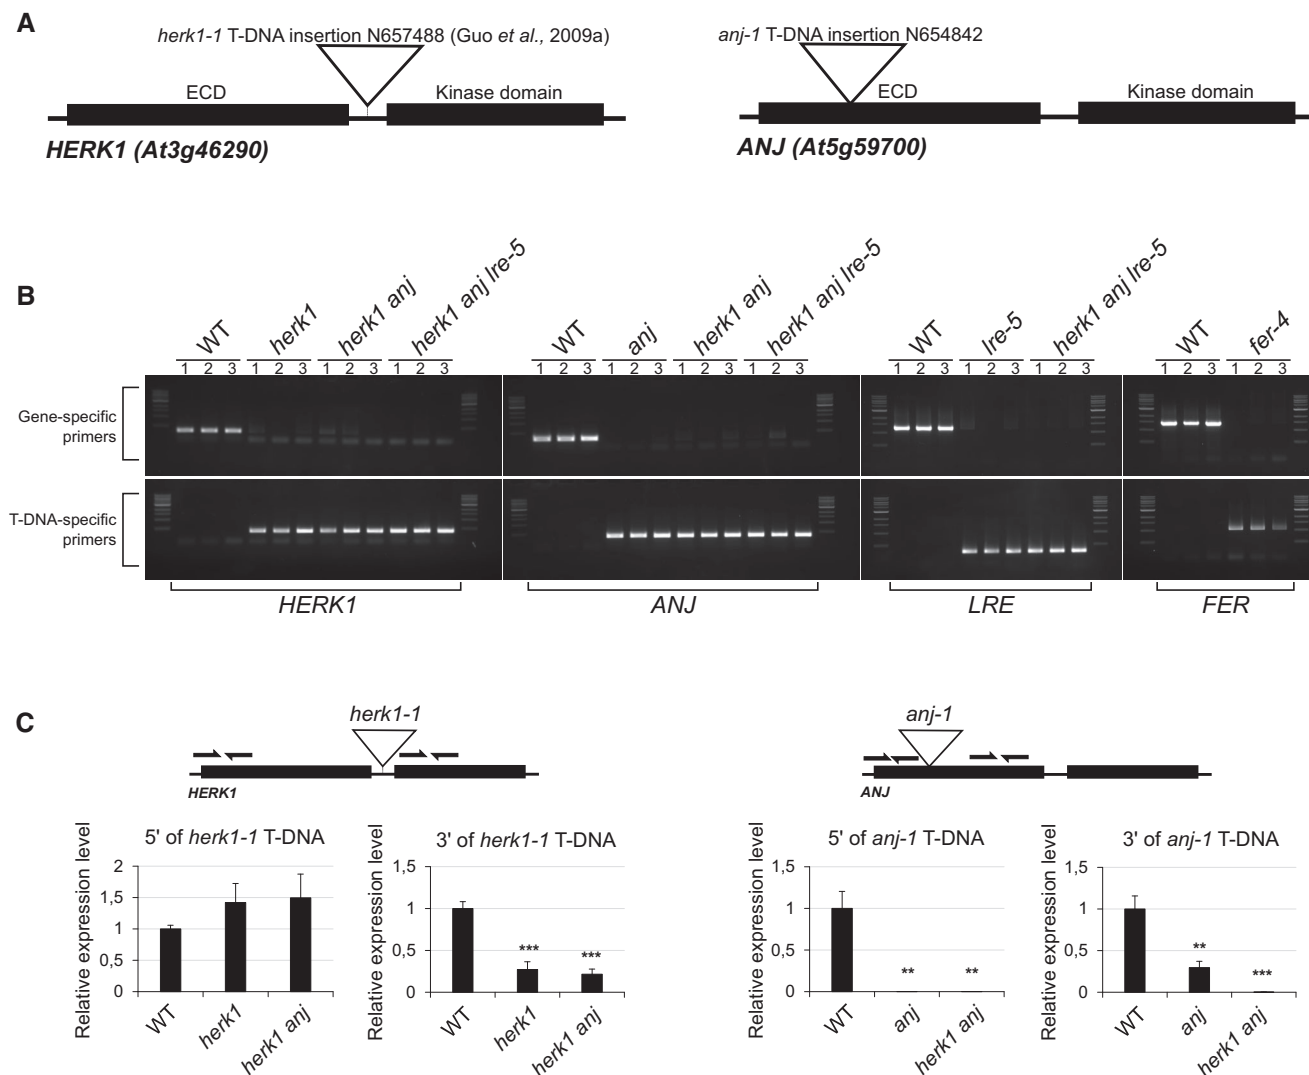 A
herk1-1 T-DNA insertion N657488 (Guo et al., 2009a)
ECD
Kinase domain
HERK1 (At3g46290)
anj-1 T-DNA insertion N654842
ECD
Kinase domain
ANJ (At5g59700)
B
WT herk1 herk1 anj herk1 anj lre-5
WT anj herk1 anj herk1 anj lre-5
WT lre-5 herk1 anj lre-5
WT fer-4
1 2 3 1 2 3 1 2 3 1 2 3
1 2 3 1 2 3 1 2 3 1 2 3
1 2 3 1 2 3 1 2 3
1 2 3 1 2 3
Gene-specific
primers
T-DNA-specific
primers
HERK1
ANJ
LRE
FER
C
herk1-1
HERK1
anj-1
ANJ
5' of herk1-1 T-DNA
Relative expression level
2
1,5
1
0,5
0
WT
herk1
herk1 anj
3' of herk1-1 T-DNA
Relative expression level
1,5
1
0,5
0
***
***
WT
herk1
herk1 anj
5' of anj-1 T-DNA
Relative expression level
1,5
1
0,5
0
**
**
WT
anj
herk1 anj
3' of anj-1 T-DNA
Relative expression level
1,5
1
0,5
0
**
***
WT
anj
herk1 anj